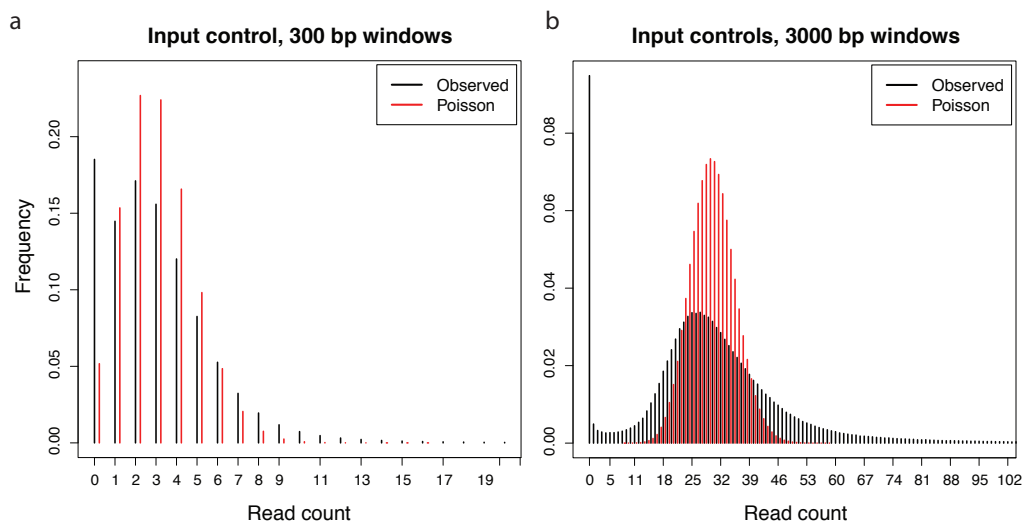 a
Input control, 300 bp windows
Observed
Poisson
Frequency
0.20
0.15
0.10
0.05
0.00
0 1 2 3 4 5 6 7 8 9 11 13 15 17 19
Read count
b
Input controls, 3000 bp windows
Observed
Poisson
0.08
0.06
0.04
0.02
0.00
0 5 11 18 25 32 39 46 53 60 67 74 81 88 95 102
Read count